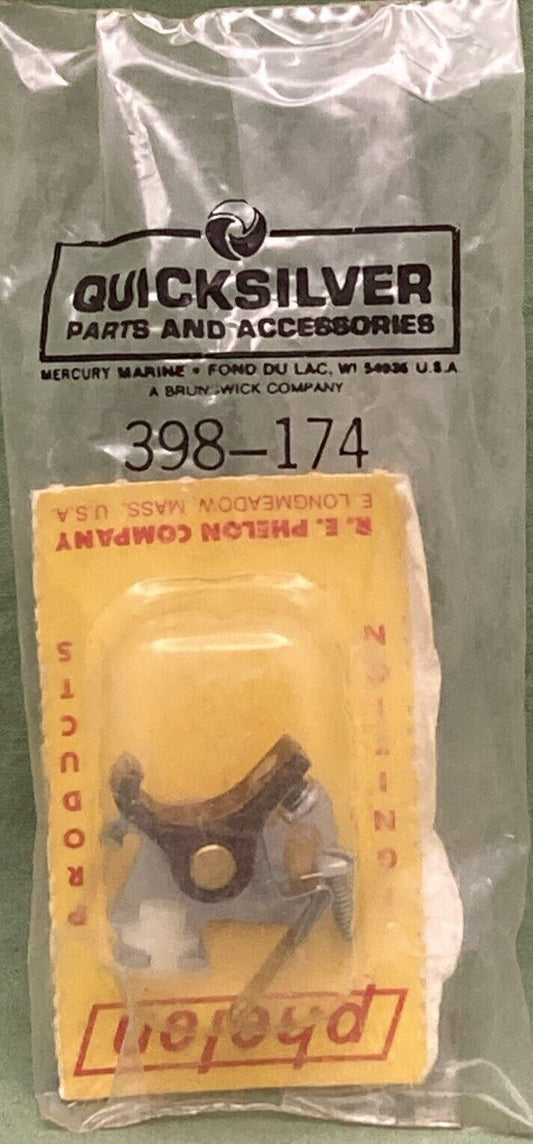 QUICKSILVER
PARTS AND ACCESSORIES
MERCURY MARINE • FOND DU LAC, WI 54935 U.S.A
A BRUNSWICK COMPANY
398-174
phelon
IGNITION
PRODUCTS
R. E. PHELON COMPANY
E. LONGMEADOW, MASS., U.S.A.